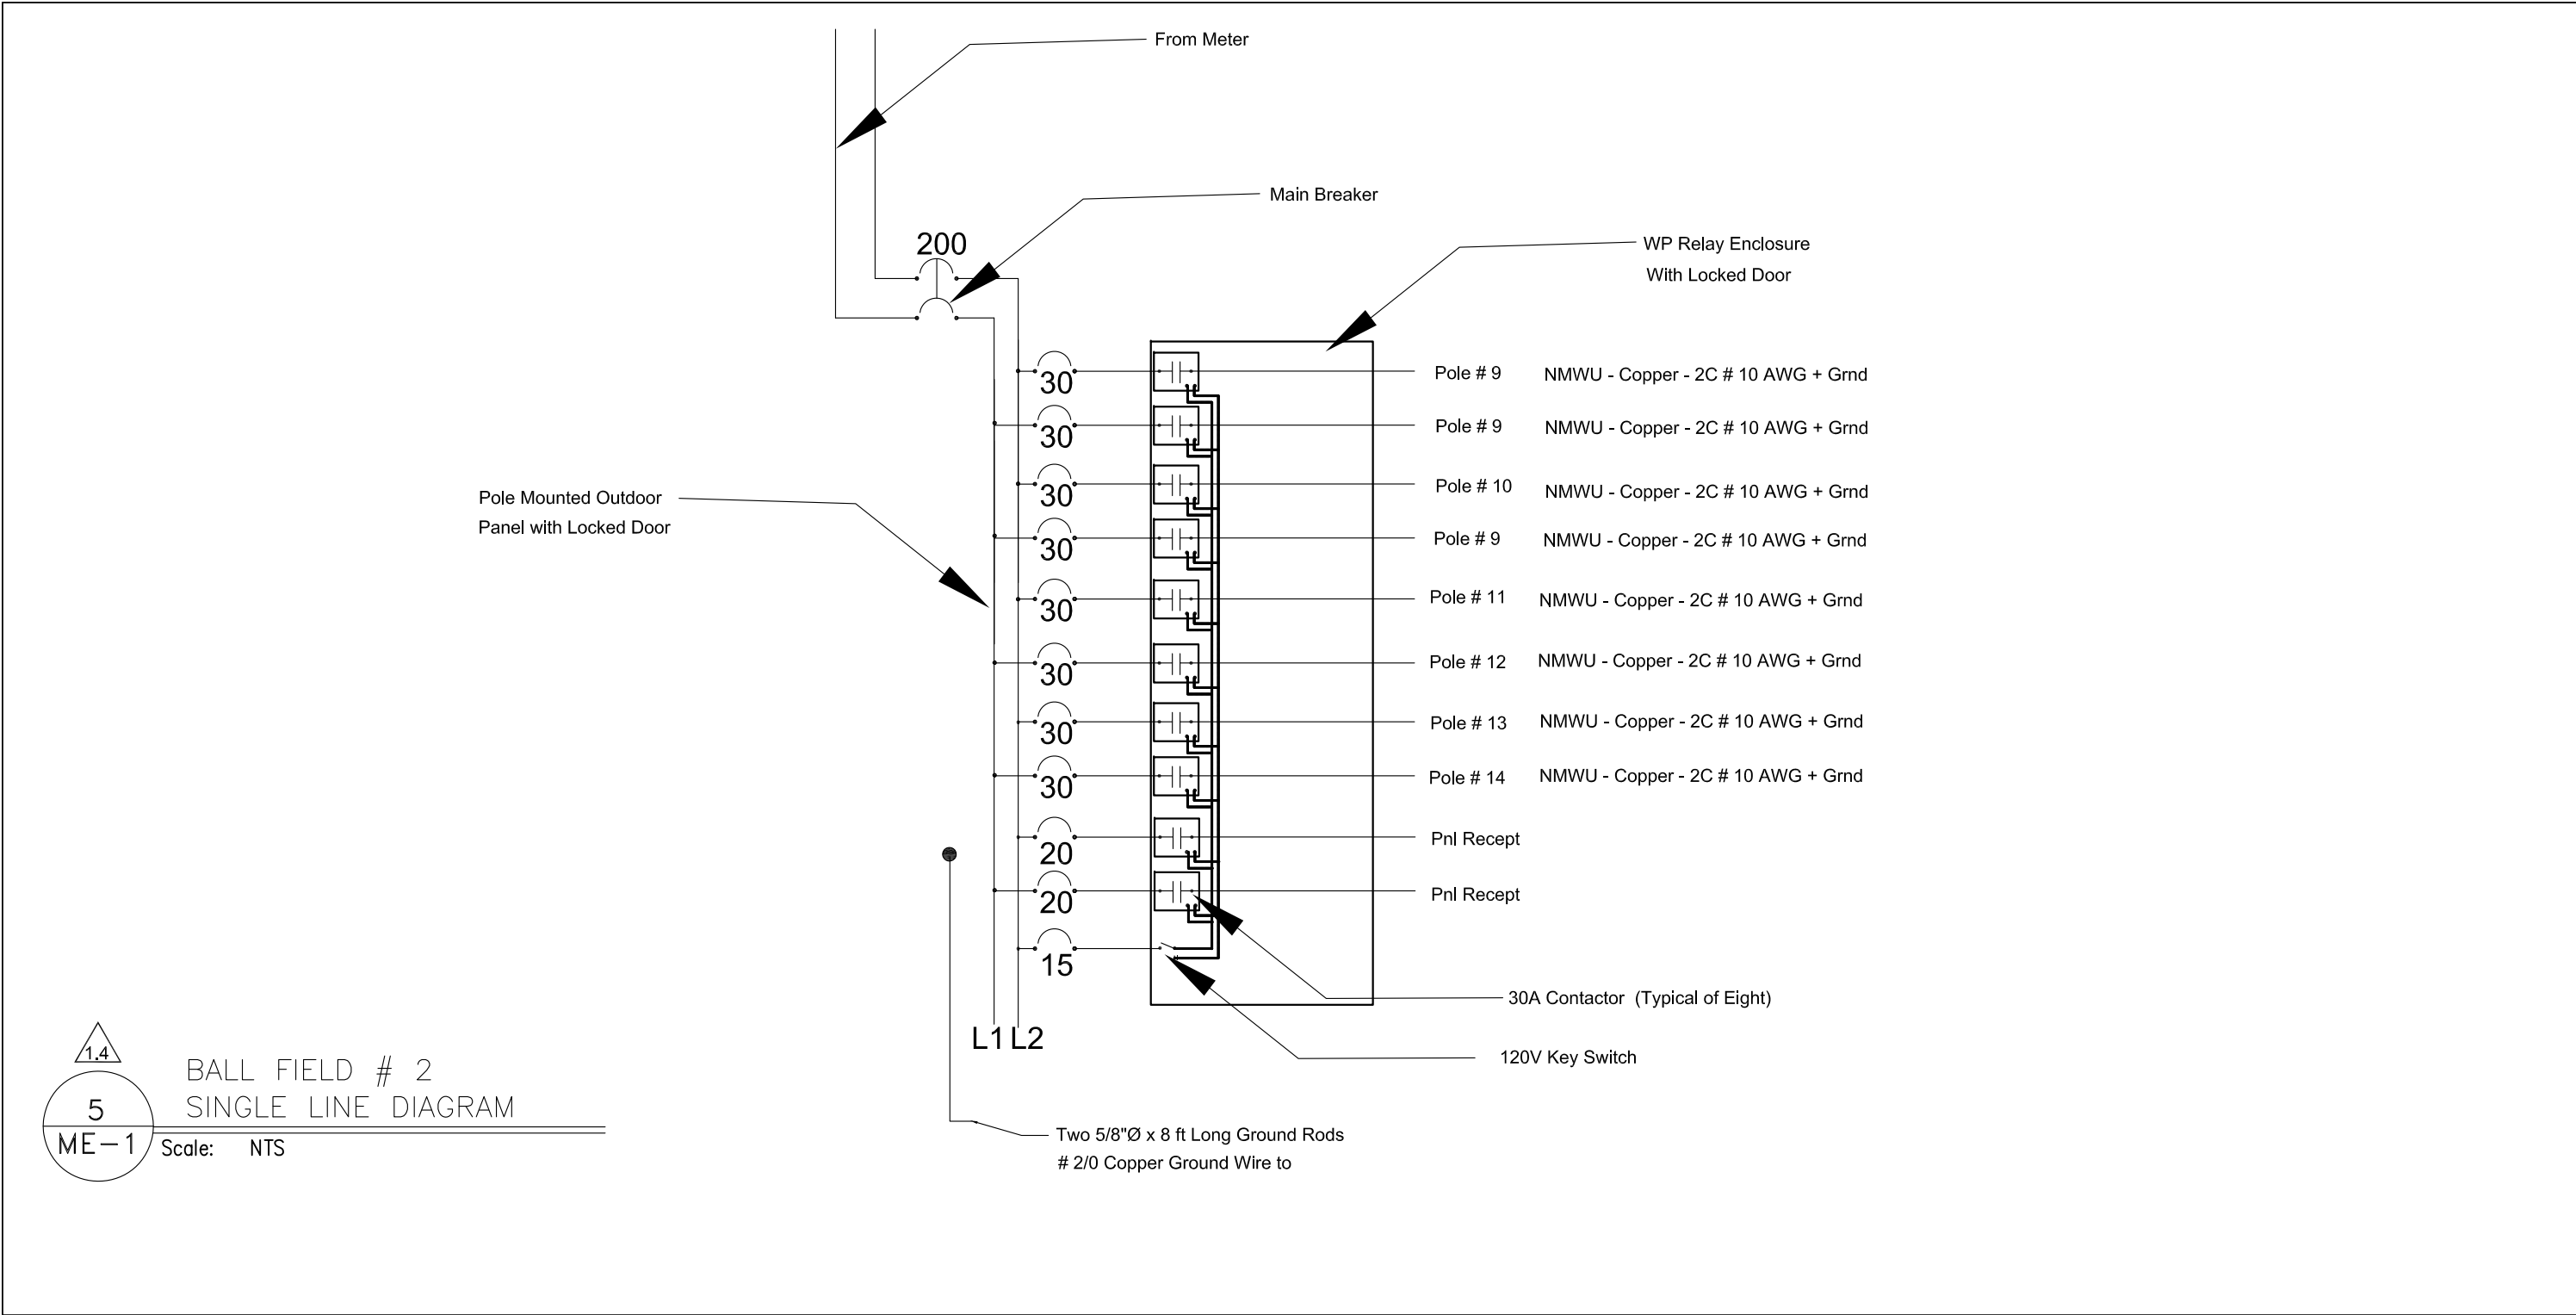 From Meter
Main Breaker
200
WP Relay Enclosure
With Locked Door
30
Pole # 9 NMWU - Copper - 2C # 10 AWG + Grnd
30
Pole # 9 NMWU - Copper - 2C # 10 AWG + Grnd
30
Pole # 10 NMWU - Copper - 2C # 10 AWG + Grnd
Pole Mounted Outdoor
Panel with Locked Door
30
Pole # 9 NMWU - Copper - 2C # 10 AWG + Grnd
30
Pole # 11 NMWU - Copper - 2C # 10 AWG + Grnd
30
Pole # 12 NMWU - Copper - 2C # 10 AWG + Grnd
30
Pole # 13 NMWU - Copper - 2C # 10 AWG + Grnd
30
Pole # 14 NMWU - Copper - 2C # 10 AWG + Grnd
20
Pnl Recept
20
Pnl Recept
15
30A Contactor (Typical of Eight)
L1 L2
120V Key Switch
1.4
BALL FIELD # 2
5
SINGLE LINE DIAGRAM
ME-1
Scale: NTS
Two 5/8"Ø x 8 ft Long Ground Rods
# 2/0 Copper Ground Wire to